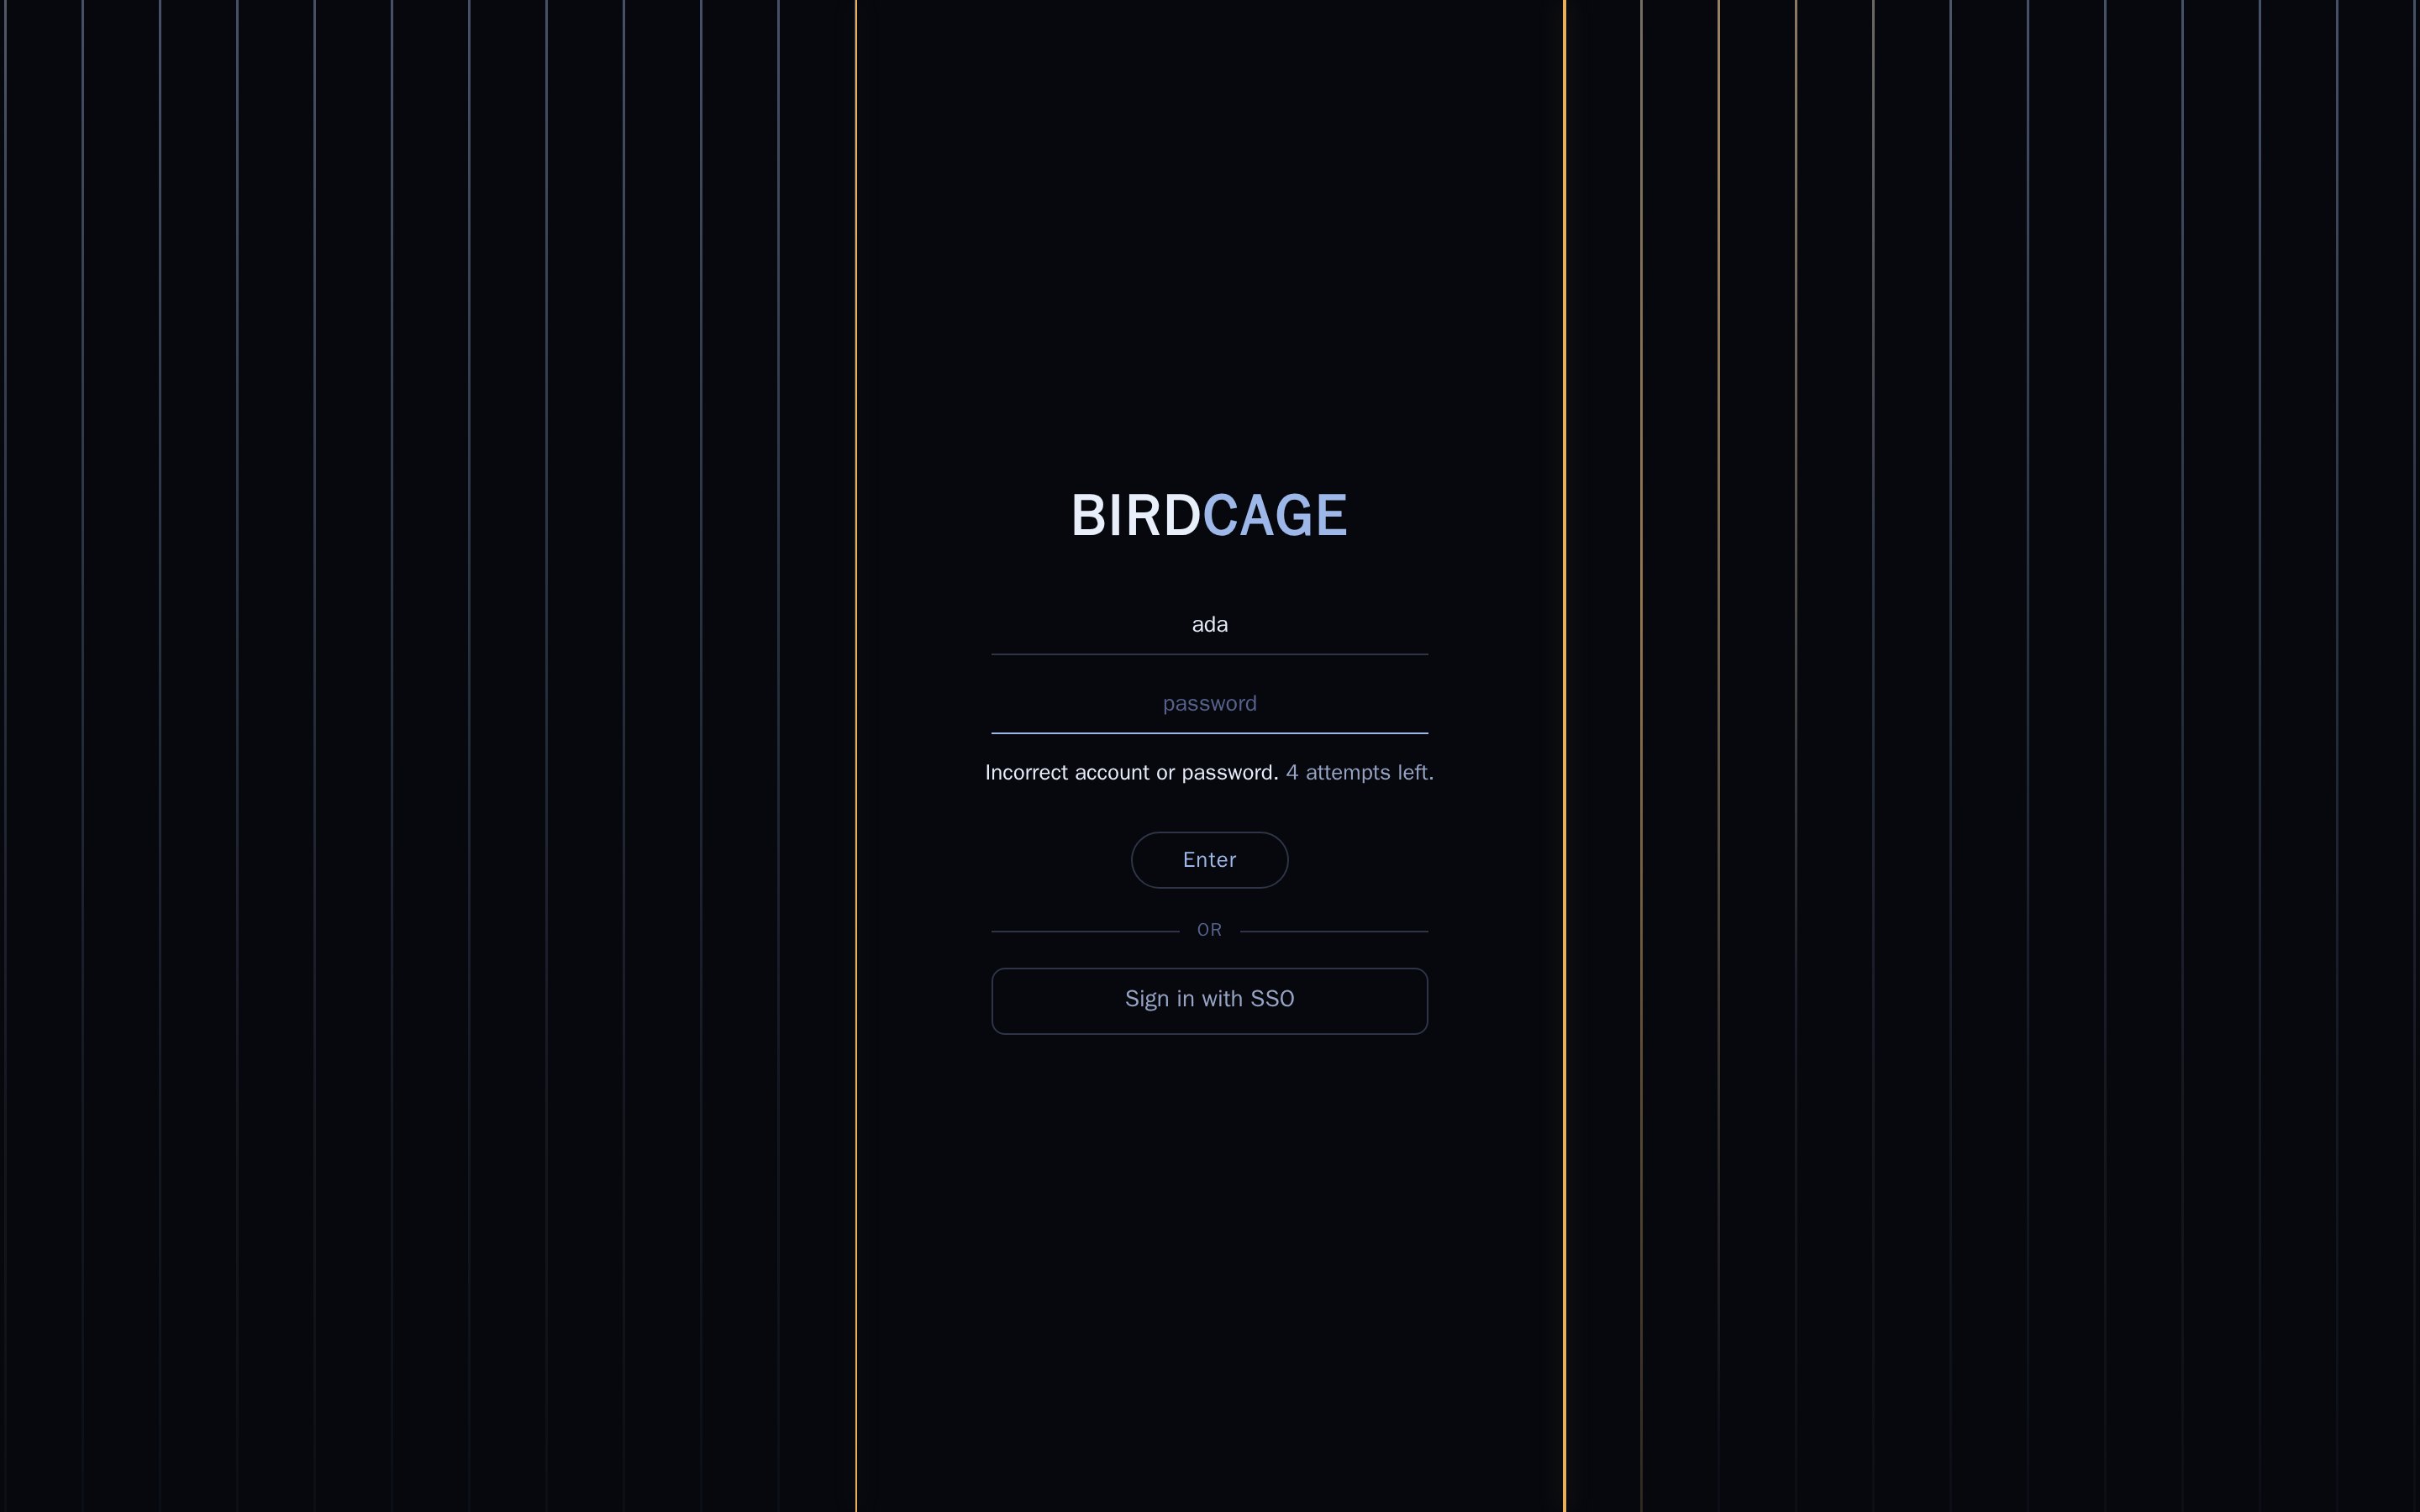 BIRDCAGE
ada
password
Incorrect account or password. 4 attempts left.
Enter
OR
Sign in with SSO